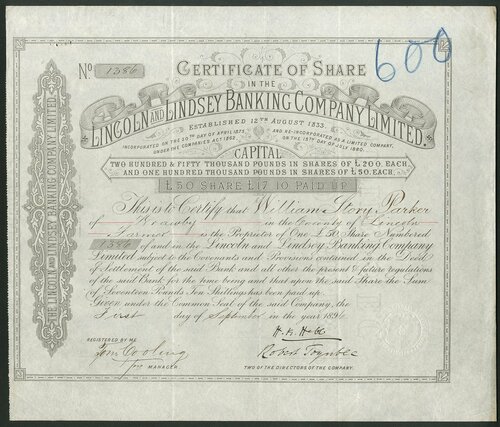 600
No 1386
CERTIFICATE OF SHARE
IN THE
LINCOLN AND LINDSEY BANKING COMPANY LIMITED.
ESTABLISHED 12TH AUGUST 1833
INCORPORATED ON THE 20TH DAY OF APRIL 1873 UNDER THE COMPANIES ACT 1862
AND RE-INCORPORATED AS A LIMITED COMPANY, ON THE 15TH DAY OF JULY 1880.
CAPITAL
TWO HUNDRED & FIFTY THOUSAND POUNDS IN SHARES OF £200. EACH,
AND ONE HUNDRED THOUSAND POUNDS IN SHARES OF £50. EACH.
£50 SHARE £17.10 PAID UP
This is to Certify that William Story Parker
of in the County of Lincoln
Farmer is the Proprietor of One £50 Share Numbered
1386 of and in the Lincoln and Lindsey Banking Company
Limited subject to the Covenants and Provisions contained in the Deed
of Settlement of the said Bank and all other the present & future regulations
of the said Bank for the time being and that upon the said Share the Sum
of Seventeen Pounds Ten Shillings has been paid up.
Given under the Common Seal of the said Company, the
First day of September in the year 1896
REGISTERED BY ME
pro MANAGER.
Robert Toynbee
TWO OF THE DIRECTORS OF THE COMPANY.
THE LINCOLN AND LINDSEY BANKING COMPANY LIMITED.